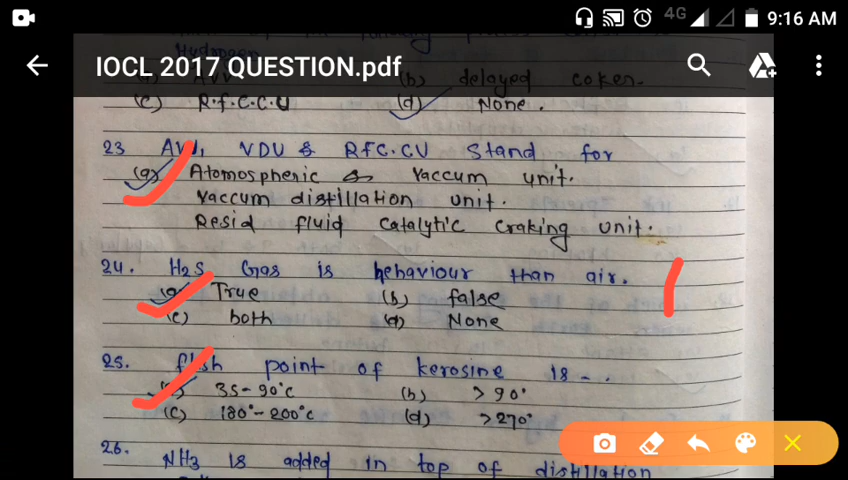 4G 9:16 AM
Hydrogen
IOCL 2017 QUESTION.pdf
(b) delayed coker.
(c) R.f.C.C.U (d) None.
23 AVU, VDU & RFC.CU Stand for
(a) Atomospheric & vaccum unit.
vaccum distillation unit.
Resid fluid catalytic craking unit.
24. H2S Gas is behaviour than air.
(a) True (b) false
(c) both (d) None
25. flash point of kerosine is -..
35-90°c (b) >90°
(c) 180°-200°c (d) >270°
26. NH3 is added in top of distillation